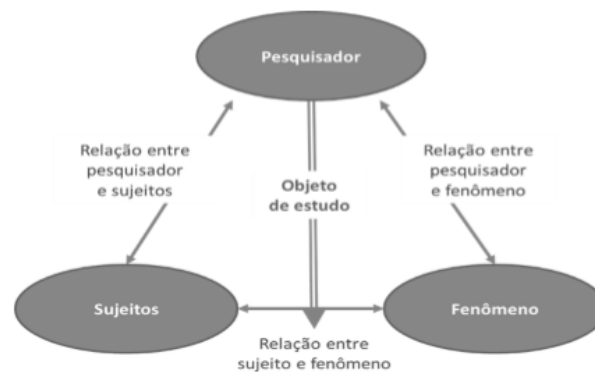 Pesquisador
Relação entre
pesquisador
e sujeitos
Objeto
de estudo
Relação entre
pesquisador
e fenômeno
Sujeitos
Fenômeno
Relação entre
sujeito e fenômeno